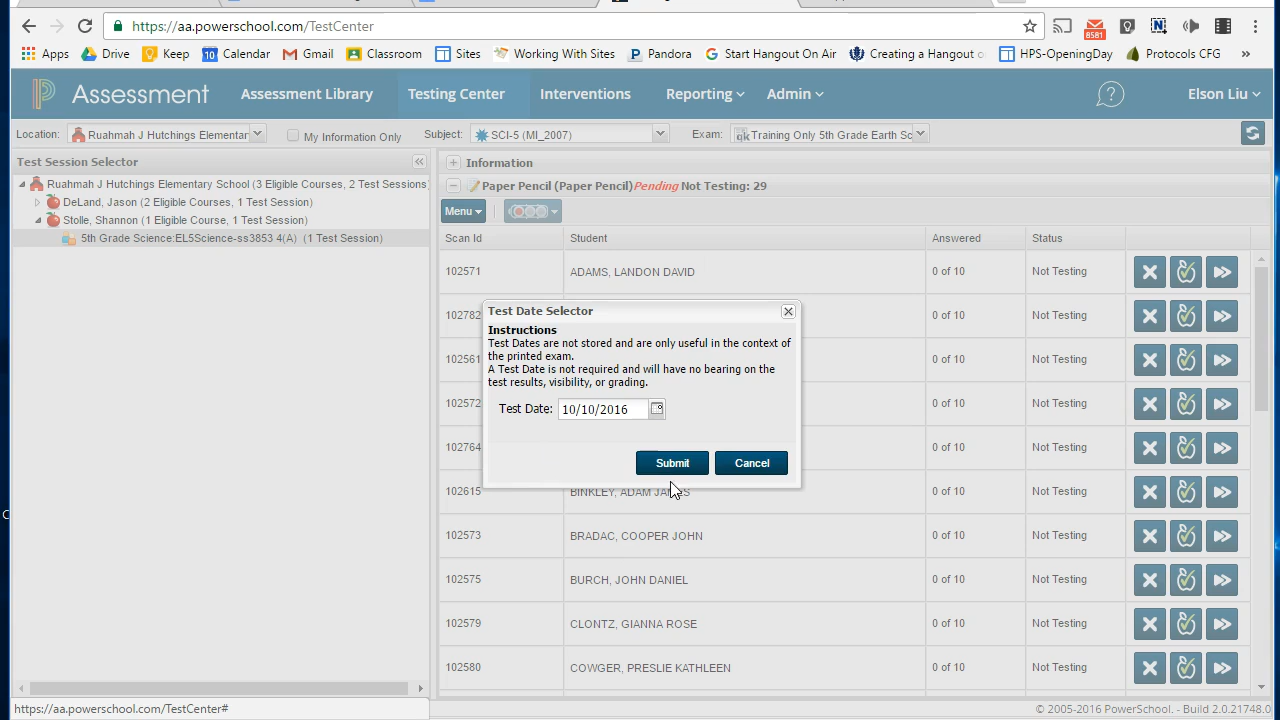 https://aa.powerschool.com/TestCenter
8581
Apps Drive Keep 10 Calendar Gmail Classroom Sites Working With Sites Pandora Start Hangout On Air Creating a Hangout HPS-OpeningDay Protocols CFG »
Assessment Assessment Library Testing Center Interventions Reporting Admin ? Elson Liu
Location: Ruahmah J Hutchings Elementar My Information Only Subject: SCI-5 (MI_2007) Exam: Training Only 5th Grade Earth Sc
Test Session Selector
Ruahmah J Hutchings Elementary School (3 Eligible Courses, 2 Test Sessions)
DeLand, Jason (2 Eligible Courses, 1 Test Session)
Stolle, Shannon (1 Eligible Course, 1 Test Session)
5th Grade Science:EL5Science-ss3853 4(A) (1 Test Session)
Information
Paper Pencil (Paper Pencil) Pending Not Testing: 29
Menu
Scan Id Student Answered Status
102571 ADAMS, LANDON DAVID 0 of 10 Not Testing
102782 0 of 10 Not Testing
102561 0 of 10 Not Testing
102572 0 of 10 Not Testing
102764 0 of 10 Not Testing
102615 BINKLEY, ADAM JAMES 0 of 10 Not Testing
102573 BRADAC, COOPER JOHN 0 of 10 Not Testing
102575 BURCH, JOHN DANIEL 0 of 10 Not Testing
102579 CLONTZ, GIANNA ROSE 0 of 10 Not Testing
102580 COWGER, PRESLIE KATHLEEN 0 of 10 Not Testing
Test Date Selector
Instructions
Test Dates are not stored and are only useful in the context of
the printed exam.
A Test Date is not required and will have no bearing on the
test results, visibility, or grading.
Test Date: 10/10/2016
Submit Cancel
https://aa.powerschool.com/TestCenter#
© 2005-2016 PowerSchool. - Build 2.0.21748.0